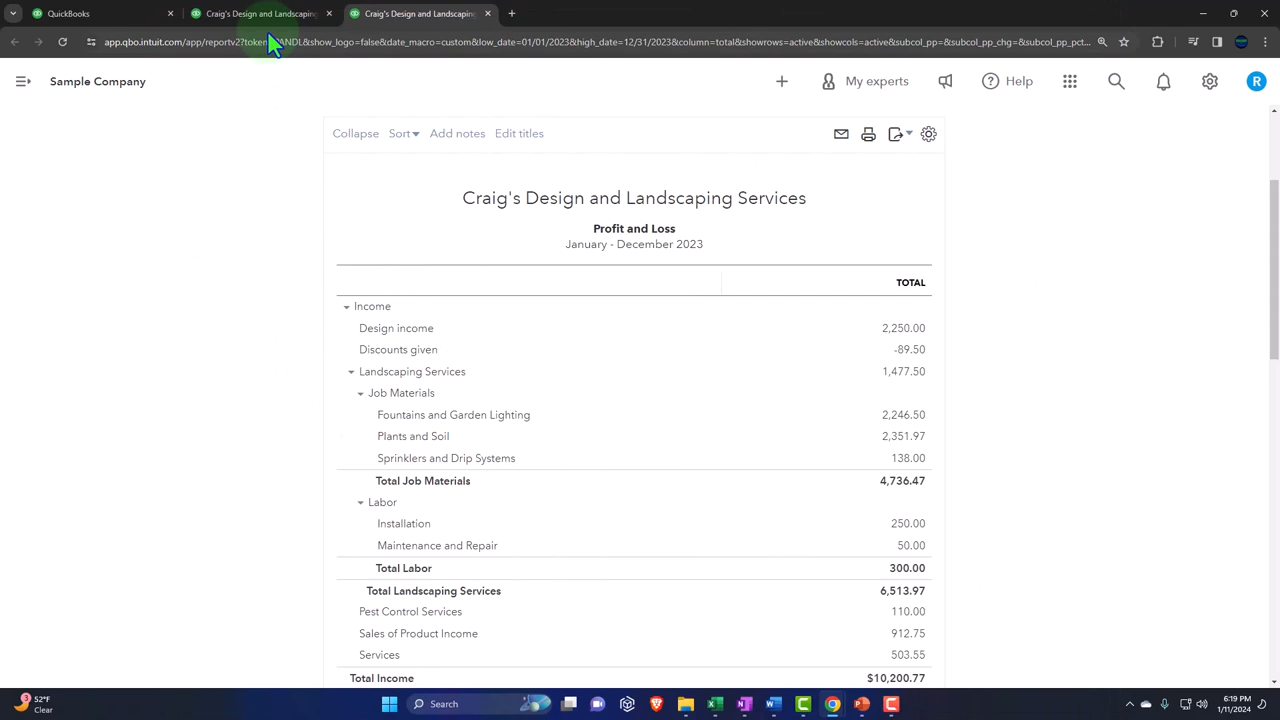 QuickBooks
Craig's Design and Landscaping
Craig's Design and Landscaping
app.qbo.intuit.com/app/reportv2?token ANDL&show_logo=false&date_macro=custom&low_date=01/01/2023&high_date=12/31/2023&column=total&showrows=active&showcols=active&subcol_pp=&subcol_pp_chg=&subcol_pp_pct...
Sample Company
My experts
Help
R
Collapse Sort Add notes Edit titles
Craig's Design and Landscaping Services
Profit and Loss
January - December 2023
TOTAL
Income
Design income 2,250.00
Discounts given -89.50
Landscaping Services 1,477.50
Job Materials
Fountains and Garden Lighting 2,246.50
Plants and Soil 2,351.97
Sprinklers and Drip Systems 138.00
Total Job Materials 4,736.47
Labor
Installation 250.00
Maintenance and Repair 50.00
Total Labor 300.00
Total Landscaping Services 6,513.97
Pest Control Services 110.00
Sales of Product Income 912.75
Services 503.55
Total Income $10,200.77
3
52°F
Clear
Search
6:19 PM
1/11/2024